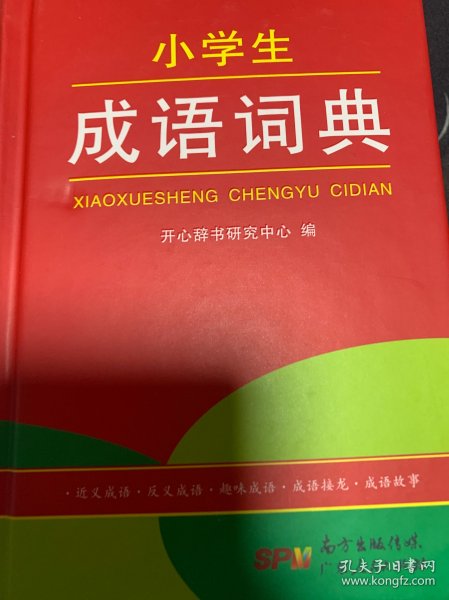 小学生
成语词典
XIAOXUESHENG CHENGYU CIDIAN
开心辞书研究中心 编
·近义成语·反义成语·趣味成语·成语接龙·成语故事
SPM 南方出版传媒
孔夫子旧书网
www.kongfz.com